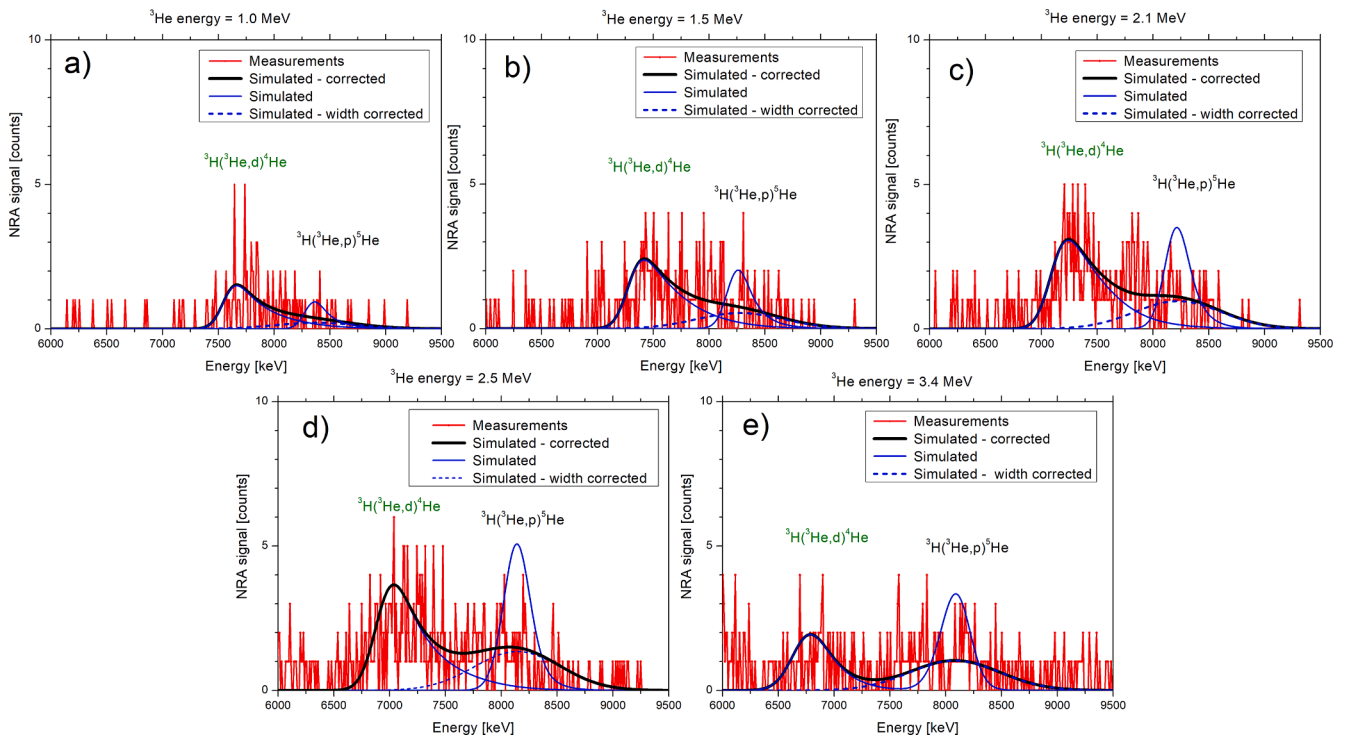 ³He energy = 1.0 MeV
a)
Measurements
Simulated - corrected
Simulated
Simulated - width corrected
³H(³He,d)⁴He
³H(³He,p)⁵He
NRA signal [counts]
10
5
0
6000 6500 7000 7500 8000 8500 9000 9500
Energy [keV]
³He energy = 1.5 MeV
b)
Measurements
Simulated - corrected
Simulated
Simulated - width corrected
³H(³He,d)⁴He
³H(³He,p)⁵He
NRA signal [counts]
10
5
0
6000 6500 7000 7500 8000 8500 9000 9500
Energy [keV]
³He energy = 2.1 MeV
c)
Measurements
Simulated - corrected
Simulated
Simulated - width corrected
³H(³He,d)⁴He
³H(³He,p)⁵He
NRA signal [counts]
10
5
0
6000 6500 7000 7500 8000 8500 9000 9500
Energy [keV]
³He energy = 2.5 MeV
d)
Measurements
Simulated - corrected
Simulated
Simulated - width corrected
³H(³He,d)⁴He
³H(³He,p)⁵He
NRA signal [counts]
10
5
0
6000 6500 7000 7500 8000 8500 9000 9500
Energy [keV]
³He energy = 3.4 MeV
e)
Measurements
Simulated - corrected
Simulated
Simulated - width corrected
³H(³He,d)⁴He
³H(³He,p)⁵He
NRA signal [counts]
10
5
0
6000 6500 7000 7500 8000 8500 9000 9500
Energy [keV]